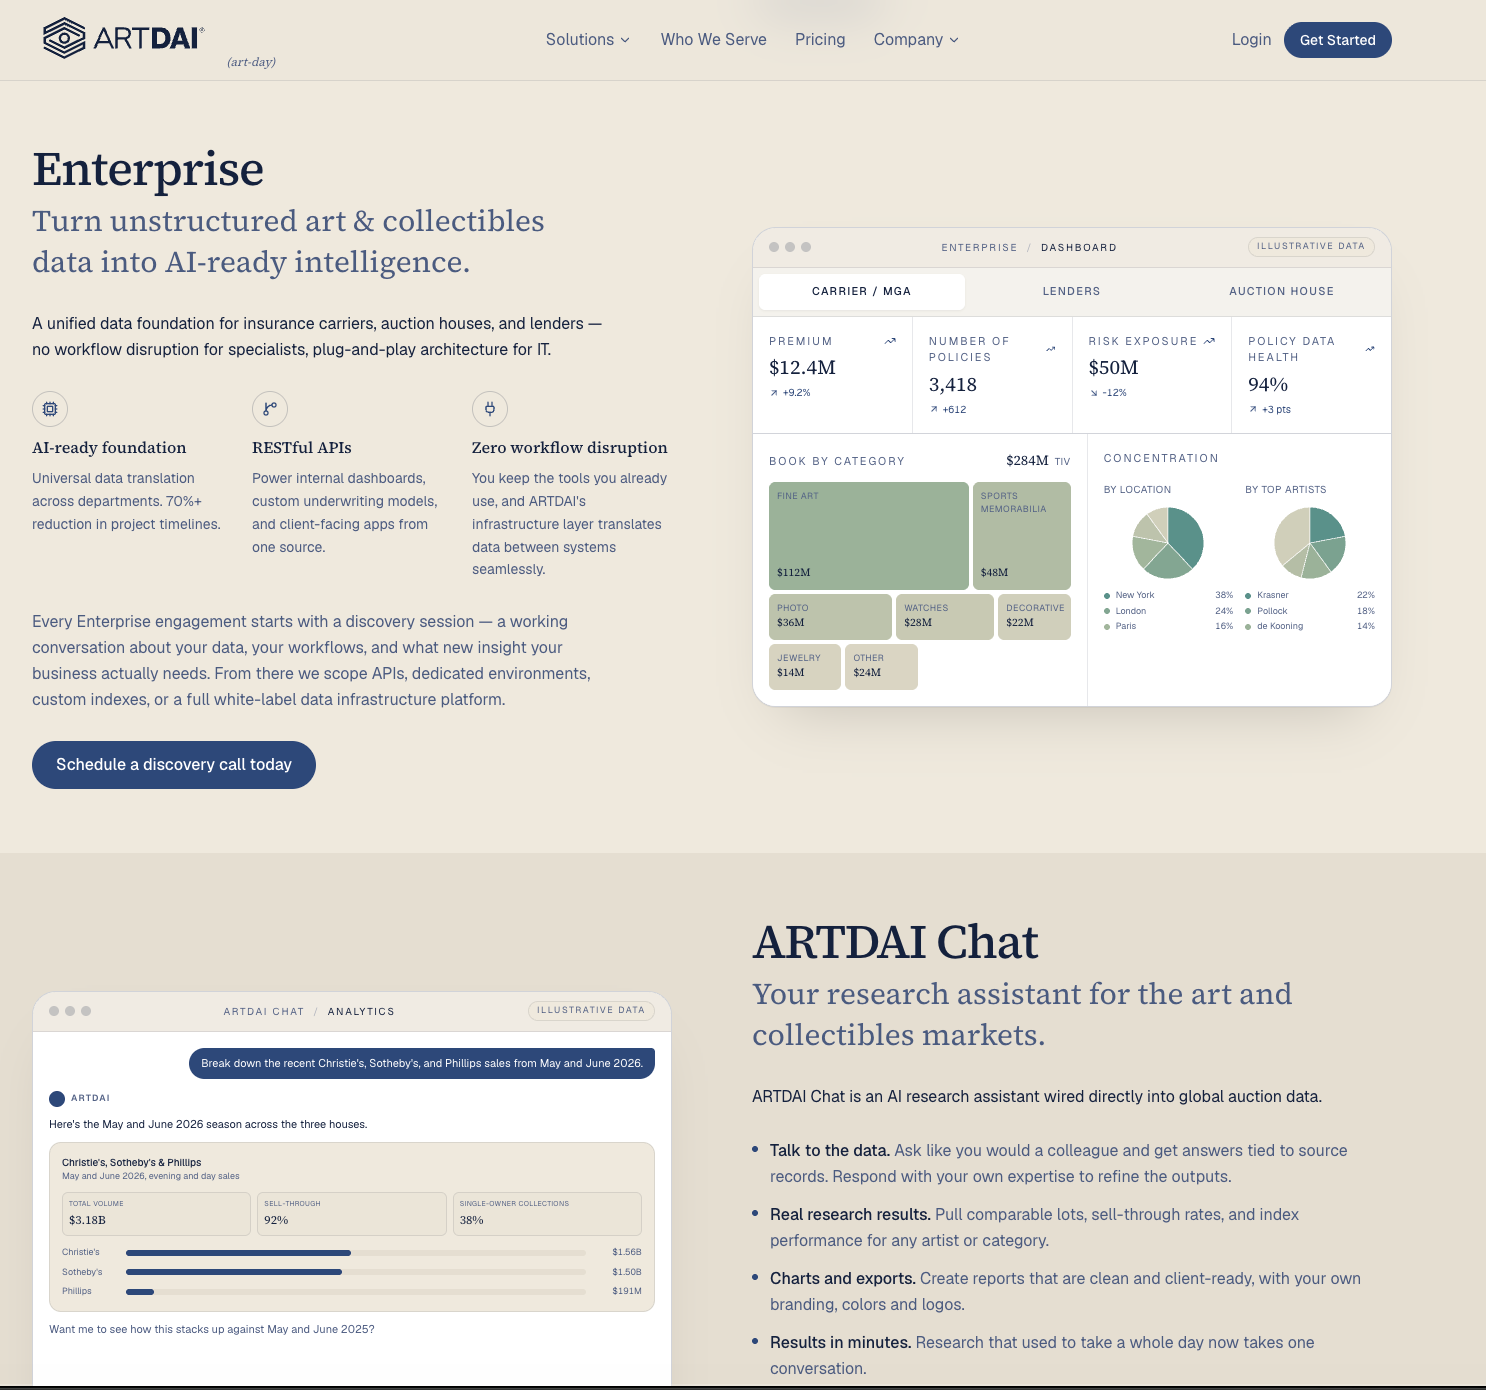 ARTDAI®
(art-day)
Solutions
Who We Serve
Pricing
Company
Login
Get Started
Enterprise
Turn unstructured art & collectibles
data into AI-ready intelligence.
A unified data foundation for insurance carriers, auction houses, and lenders —
no workflow disruption for specialists, plug-and-play architecture for IT.
AI-ready foundation
Universal data translation
across departments. 70%+
reduction in project timelines.
RESTful APIs
Power internal dashboards,
custom underwriting models,
and client-facing apps from
one source.
Zero workflow disruption
You keep the tools you already
use, and ARTDAI's
infrastructure layer translates
data between systems
seamlessly.
Every Enterprise engagement starts with a discovery session — a working
conversation about your data, your workflows, and what new insight your
business actually needs. From there we scope APIs, dedicated environments,
custom indexes, or a full white-label data infrastructure platform.
Schedule a discovery call today
ENTERPRISE / DASHBOARD
ILLUSTRATIVE DATA
CARRIER / MGA
LENDERS
AUCTION HOUSE
PREMIUM
$12.4M
+9.2%
NUMBER OF
POLICIES
3,418
+612
RISK EXPOSURE
$50M
-12%
POLICY DATA
HEALTH
94%
+3 pts
BOOK BY CATEGORY
$284M TIV
FINE ART
$112M
SPORTS
MEMORABILIA
$48M
PHOTO
$36M
WATCHES
$28M
DECORATIVE
$22M
JEWELRY
$14M
OTHER
$24M
CONCENTRATION
BY LOCATION
New York 38%
London 24%
Paris 16%
BY TOP ARTISTS
Krasner 22%
Pollock 18%
de Kooning 14%
ARTDAI CHAT / ANALYTICS
ILLUSTRATIVE DATA
Break down the recent Christie's, Sotheby's, and Phillips sales from May and June 2026.
ARTDAI
Here's the May and June 2026 season across the three houses.
Christie's, Sotheby's & Phillips
May and June 2026, evening and day sales
TOTAL VOLUME
$3.18B
SELL-THROUGH
92%
SINGLE-OWNER COLLECTIONS
38%
Christie's $1.56B
Sotheby's $1.50B
Phillips $191M
Want me to see how this stacks up against May and June 2025?
ARTDAI Chat
Your research assistant for the art and
collectibles markets.
ARTDAI Chat is an AI research assistant wired directly into global auction data.
Talk to the data. Ask like you would a colleague and get answers tied to source
records. Respond with your own expertise to refine the outputs.
Real research results. Pull comparable lots, sell-through rates, and index
performance for any artist or category.
Charts and exports. Create reports that are clean and client-ready, with your own
branding, colors and logos.
Results in minutes. Research that used to take a whole day now takes one
conversation.